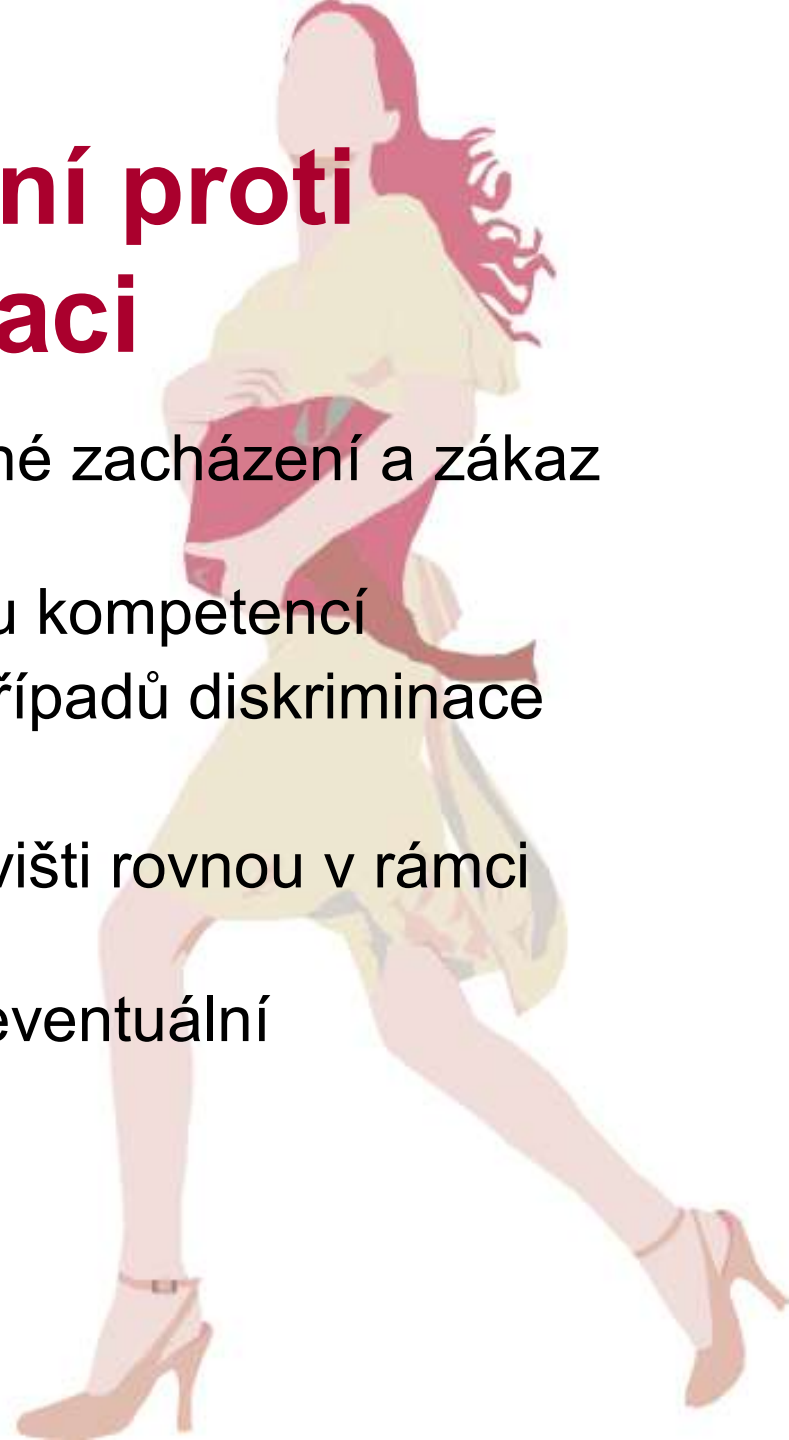 ní proti
aci
né zacházení a zákaz
u kompetencí
řípadů diskriminace
višti rovnou v rámci
eventuální